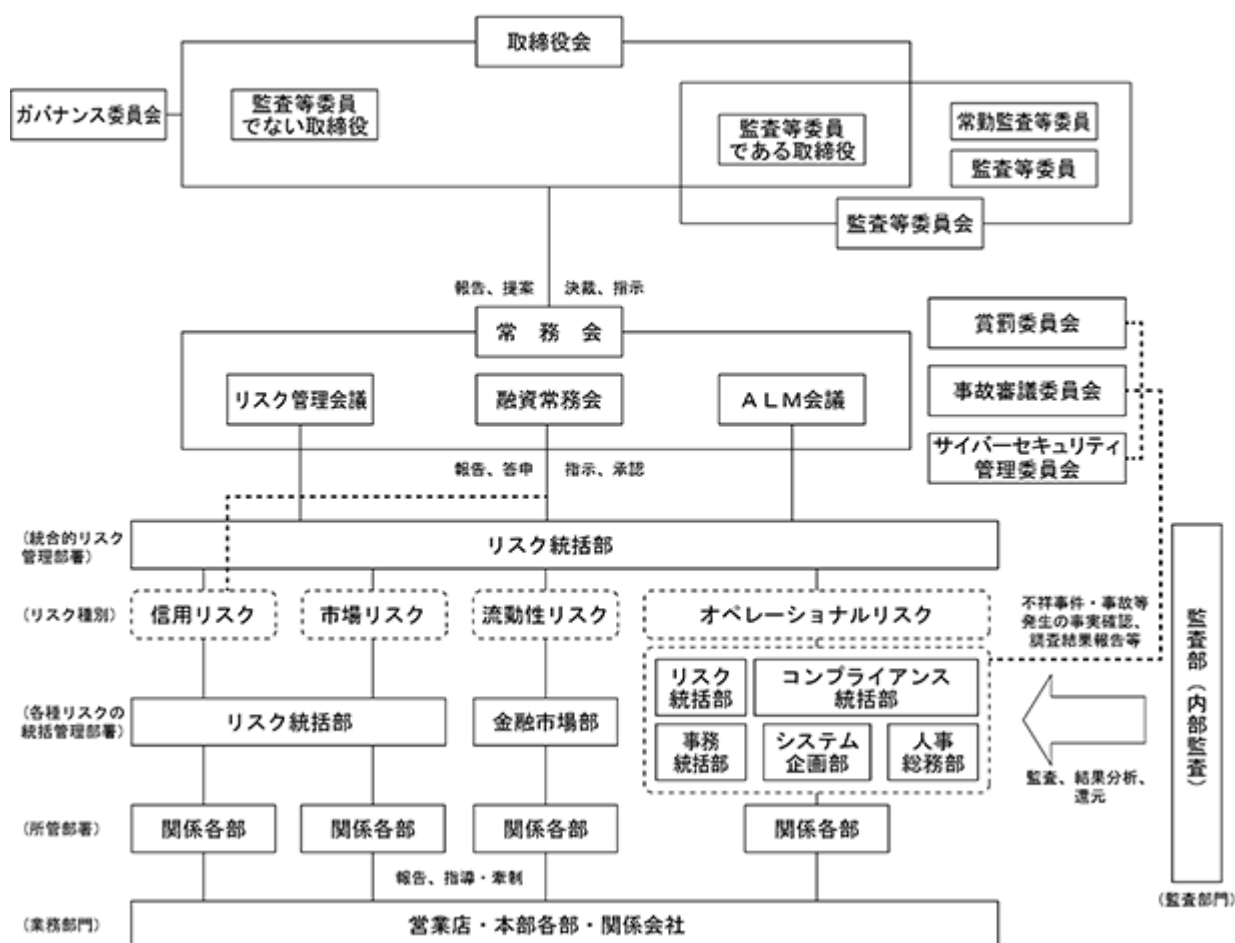 取締役会
ガバナンス委員会
監査等委員
でない取締役
監査等委員
である取締役
常勤監査等委員
監査等委員
監査等委員会
報告、提案
決裁、指示
常務会
リスク管理会議
融資常務会
ALM会議
賞罰委員会
事故審議委員会
サイバーセキュリティ
管理委員会
報告、答申
指示、承認
(統合的リスク
管理部署)
リスク統括部
(リスク種別)
信用リスク
市場リスク
流動性リスク
オペレーショナルリスク
不祥事件・事故等
発生の事実確認、
調査結果報告等
(各種リスクの
統括管理部署)
リスク統括部
金融市場部
リスク
統括部
コンプライアンス
統括部
事務
統括部
システム
企画部
人事
総務部
監査、結果分析、
還元
監査部(内部監査)
(監査部門)
(所管部署)
関係各部
関係各部
関係各部
関係各部
報告、指導・牽制
(業務部門)
営業店・本部各部・関係会社